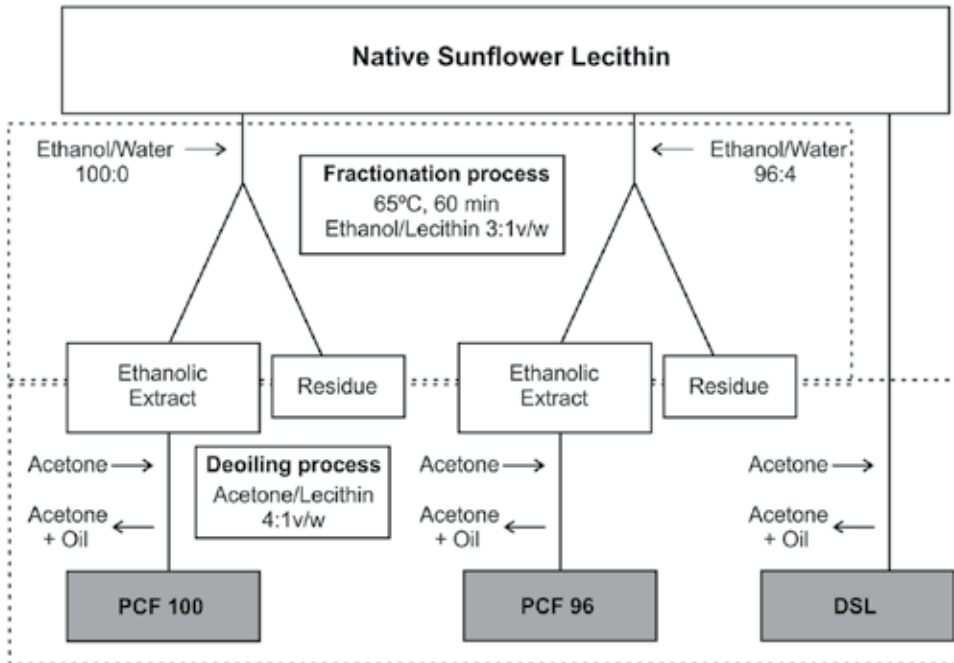 Native Sunflower Lecithin
Ethanol/Water
100:0
Fractionation process
65ºC, 60 min
Ethanol/Lecithin 3:1v/w
Ethanol/Water
96:4
Ethanolic
Extract
Residue
Ethanolic
Extract
Residue
Acetone
Acetone
+ Oil
Deoiling process
Acetone/Lecithin
4:1v/w
Acetone
Acetone
+ Oil
Acetone
Acetone
+ Oil
PCF 100
PCF 96
DSL